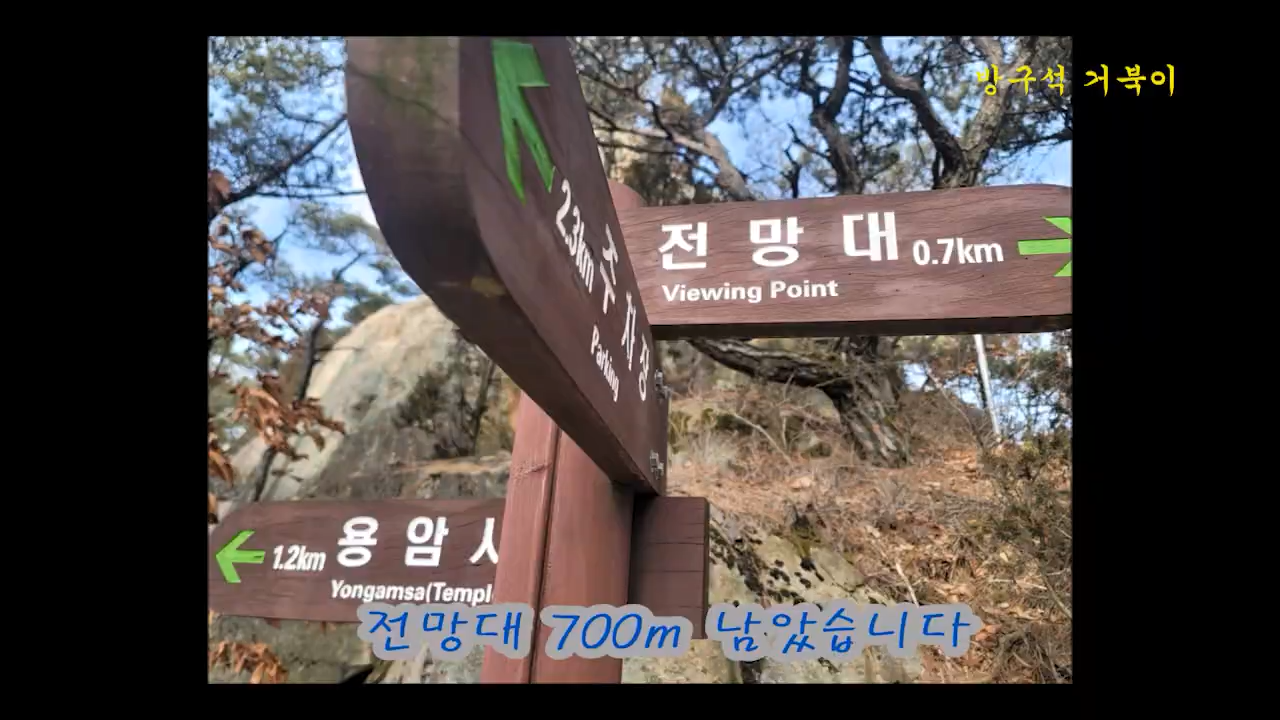 방구석 거북이
2.3km 주차장
Parking
전망대 0.7km
Viewing Point
1.2km 용암사
Yongamsa(Templ
전망대 700m 남았습니다